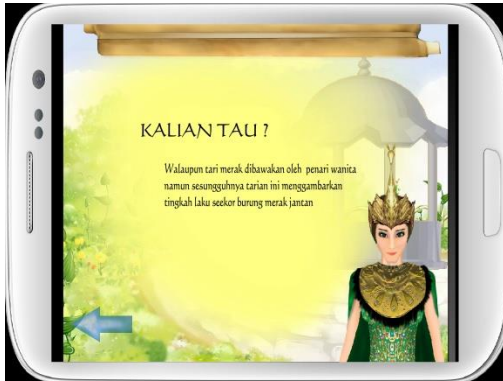 KALIAN TAU ?
Walaupun tari merak dibawakan oleh penari wanita
namun sesungguhnya tarian ini menggambarkan
tingkah laku seekor burung merak jantan